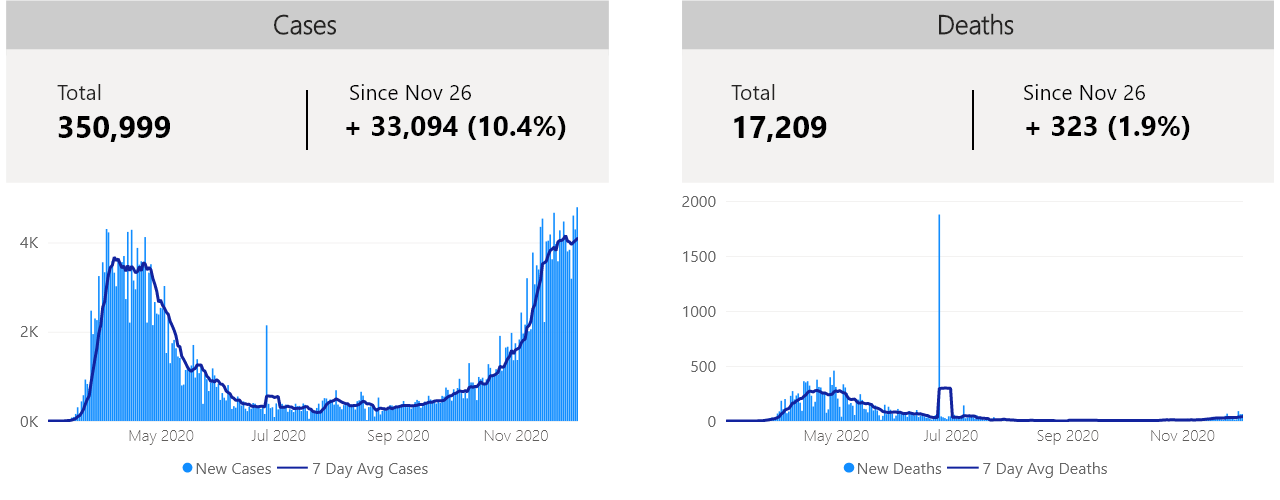 Cases
Total
350,999
Since Nov 26
+ 33,094 (10.4%)
4K
2K
0K
May 2020
Jul 2020
Sep 2020
Nov 2020
New Cases
7 Day Avg Cases
Deaths
Total
17,209
Since Nov 26
+ 323 (1.9%)
2000
1500
1000
500
0
May 2020
Jul 2020
Sep 2020
Nov 2020
New Deaths
7 Day Avg Deaths